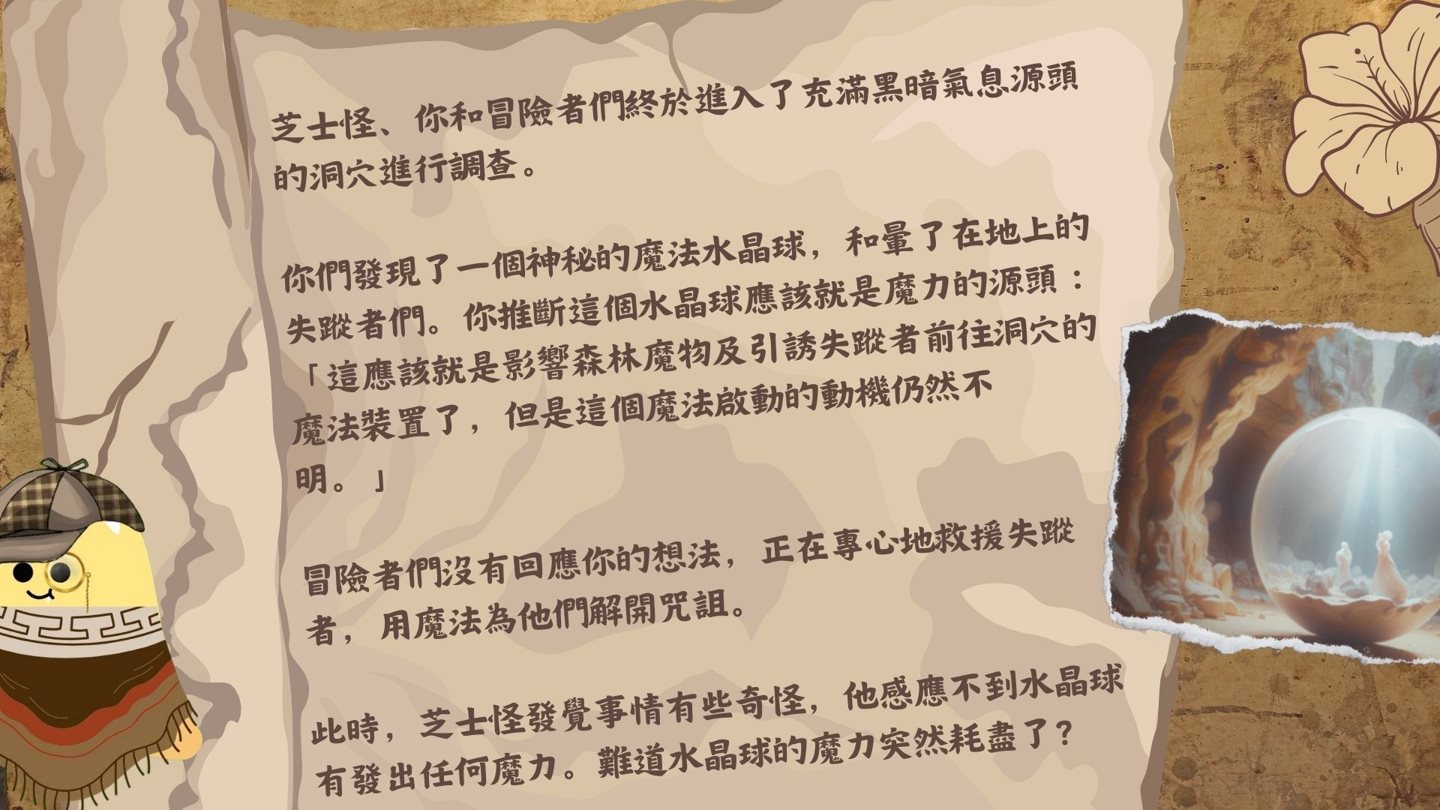 芝士怪、你和冒險者們終於進入了充滿黑暗氣息源頭
的洞穴進行調查。
你們發現了一個神秘的魔法水晶球，和暈了在地上的
失蹤者們。你推斷這個水晶球應該就是魔力的源頭：
「這應該就是影響森林魔物及引誘失蹤者前往洞穴的
魔法裝置了，但是這個魔法啟動的動機仍然不
明。」
冒險者們沒有回應你的想法，正在專心地救援失蹤
者，用魔法為他們解開咒詛。
此時，芝士怪發覺事情有些奇怪，他感應不到水晶球
有發出任何魔力。難道水晶球的魔力突然耗盡了？